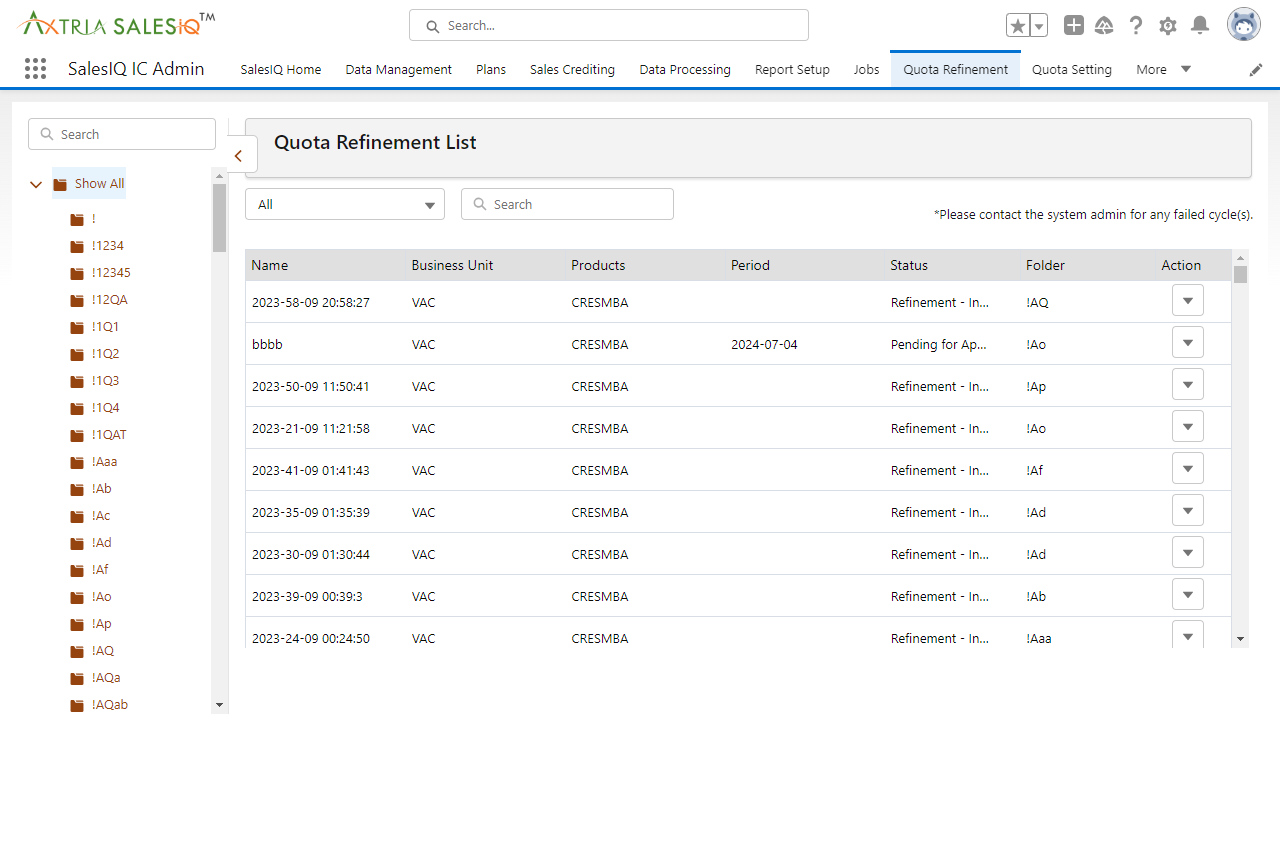 AXTRIA SALESIQ™
Search...
SalesIQ IC Admin
SalesIQ Home
Data Management
Plans
Sales Crediting
Data Processing
Report Setup
Jobs
Quota Refinement
Quota Setting
More
Search
Show All
!
!1234
!12345
!12QA
!1Q1
!1Q2
!1Q3
!1Q4
!1QAT
!Aaa
!Ab
!Ac
!Ad
!Af
!Ao
!Ap
!AQ
!AQa
!AQab
Quota Refinement List
All
Search
*Please contact the system admin for any failed cycle(s).
Name Business Unit Products Period Status Folder Action
2023-58-09 20:58:27 VAC CRESMBA Refinement - In... !AQ
bbbb VAC CRESMBA 2024-07-04 Pending for Ap... !Ao
2023-50-09 11:50:41 VAC CRESMBA Refinement - In... !Ap
2023-21-09 11:21:58 VAC CRESMBA Refinement - In... !Ao
2023-41-09 01:41:43 VAC CRESMBA Refinement - In... !Af
2023-35-09 01:35:39 VAC CRESMBA Refinement - In... !Ad
2023-30-09 01:30:44 VAC CRESMBA Refinement - In... !Ad
2023-39-09 00:39:3 VAC CRESMBA Refinement - In... !Ab
2023-24-09 00:24:50 VAC CRESMBA Refinement - In... !Aaa